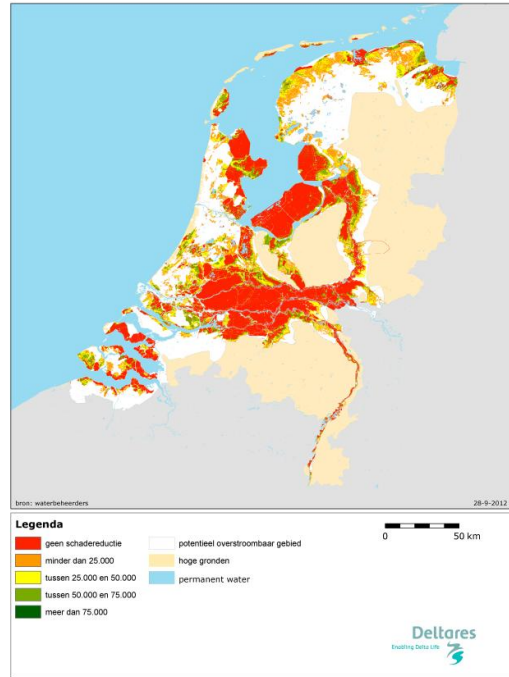 bron: waterbeheerders
28-9-2012
Legenda
geen schadereductie
minder dan 25.000
tussen 25.000 en 50.000
tussen 50.000 en 75.000
meer dan 75.000
potentieel overstroombaar gebied
hoge gronden
permanent water
0 50 km
Deltares
Enabling Delta Life